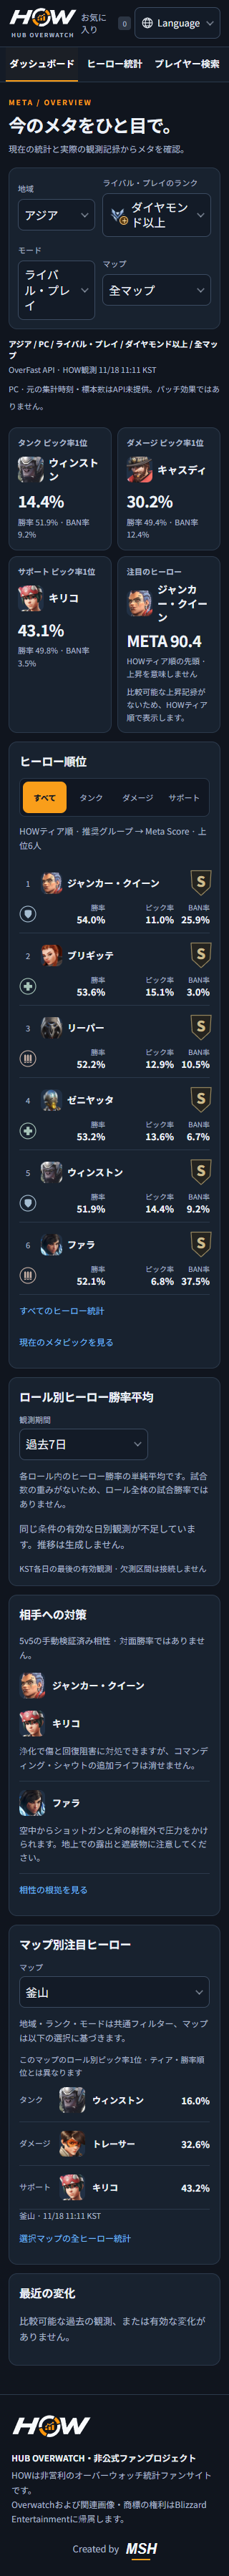 HOW
HUB OVERWATCH
お気に
入り
0
Language
ダッシュボード ヒーロー統計 プレイヤー検索
META / OVERVIEW
今のメタをひと目で。
現在の統計と実際の観測記録からメタを確認。
地域
アジア
ライバル・プレイのランク
ダイヤモン
ド以上
モード
ライバ
ル・プレ
イ
マップ
全マップ
アジア / PC / ライバル・プレイ / ダイヤモンド以上 / 全マッ
プ
OverFast API · HOW観測 11/18 11:11 KST
PC · 元の集計時刻・標本数はAPI未提供。パッチ効果ではあ
りません。
タンク ピック率1位
ウィンスト
ン
14.4%
勝率 51.9% · BAN率
9.2%
ダメージ ピック率1位
キャスディ
30.2%
勝率 49.4% · BAN率
12.4%
サポート ピック率1位
キリコ
43.1%
勝率 49.8% · BAN率
3.5%
注目のヒーロー
ジャンカ
ー・クイー
ン
META 90.4
HOWティア順の先頭 ·
上昇を意味しません
比較可能な上昇記録が
ないため、HOWティア
順で表示します。
ヒーロー順位
すべて タンク ダメージ サポート
HOWティア順 · 推奨グループ → Meta Score · 上
位6人
1 ジャンカー・クイーン S
勝率 ピック率 BAN率
54.0% 11.0% 25.9%
2 ブリギッテ S
勝率 ピック率 BAN率
53.6% 15.1% 3.0%
3 リーパー S
勝率 ピック率 BAN率
52.2% 12.9% 10.5%
4 ゼニヤッタ S
勝率 ピック率 BAN率
53.2% 13.6% 6.7%
5 ウィンストン S
勝率 ピック率 BAN率
51.9% 14.4% 9.2%
6 ファラ S
勝率 ピック率 BAN率
52.1% 6.8% 37.5%
すべてのヒーロー統計
現在のメタピックを見る
ロール別ヒーロー勝率平均
観測期間
過去7日
各ロール内のヒーロー勝率の単純平均です。試合
数の重みがないため、ロール全体の試合勝率では
ありません。
同じ条件の有効な日別観測が不足していま
す。推移は生成しません。
KST各日の最後の有効観測 · 欠測区間は接続しません
相手への対策
5v5の手動検証済み相性 · 対面勝率ではありませ
ん。
ジャンカー・クイーン
キリコ
浄化で傷と回復阻害に対処できますが、コマンデ
ィング・シャウトの追加ライフは消せません。
ファラ
空中からショットガンと斧の射程外で圧力をかけ
られます。地上での露出と遮蔽物に注意してくだ
さい。
相性の根拠を見る
マップ別注目ヒーロー
マップ
釜山
地域・ランク・モードは共通フィルター、マップ
は以下の選択に基づきます。
このマップのロール別ピック率1位 · ティア・勝率順
位とは異なります
タンク ウィンストン 16.0%
ダメージ トレーサー 32.6%
サポート キリコ 43.2%
釜山 · 11/18 11:11 KST
選択マップの全ヒーロー統計
最近の変化
比較可能な過去の観測、または有効な変化が
ありません。
HOW
HUB OVERWATCH • 非公式ファンプロジェクト
HOWは非営利のオーバーウォッチ統計ファンサイト
です。
Overwatchおよび関連画像・商標の権利はBlizzard
Entertainmentに帰属します。
Created by MSH